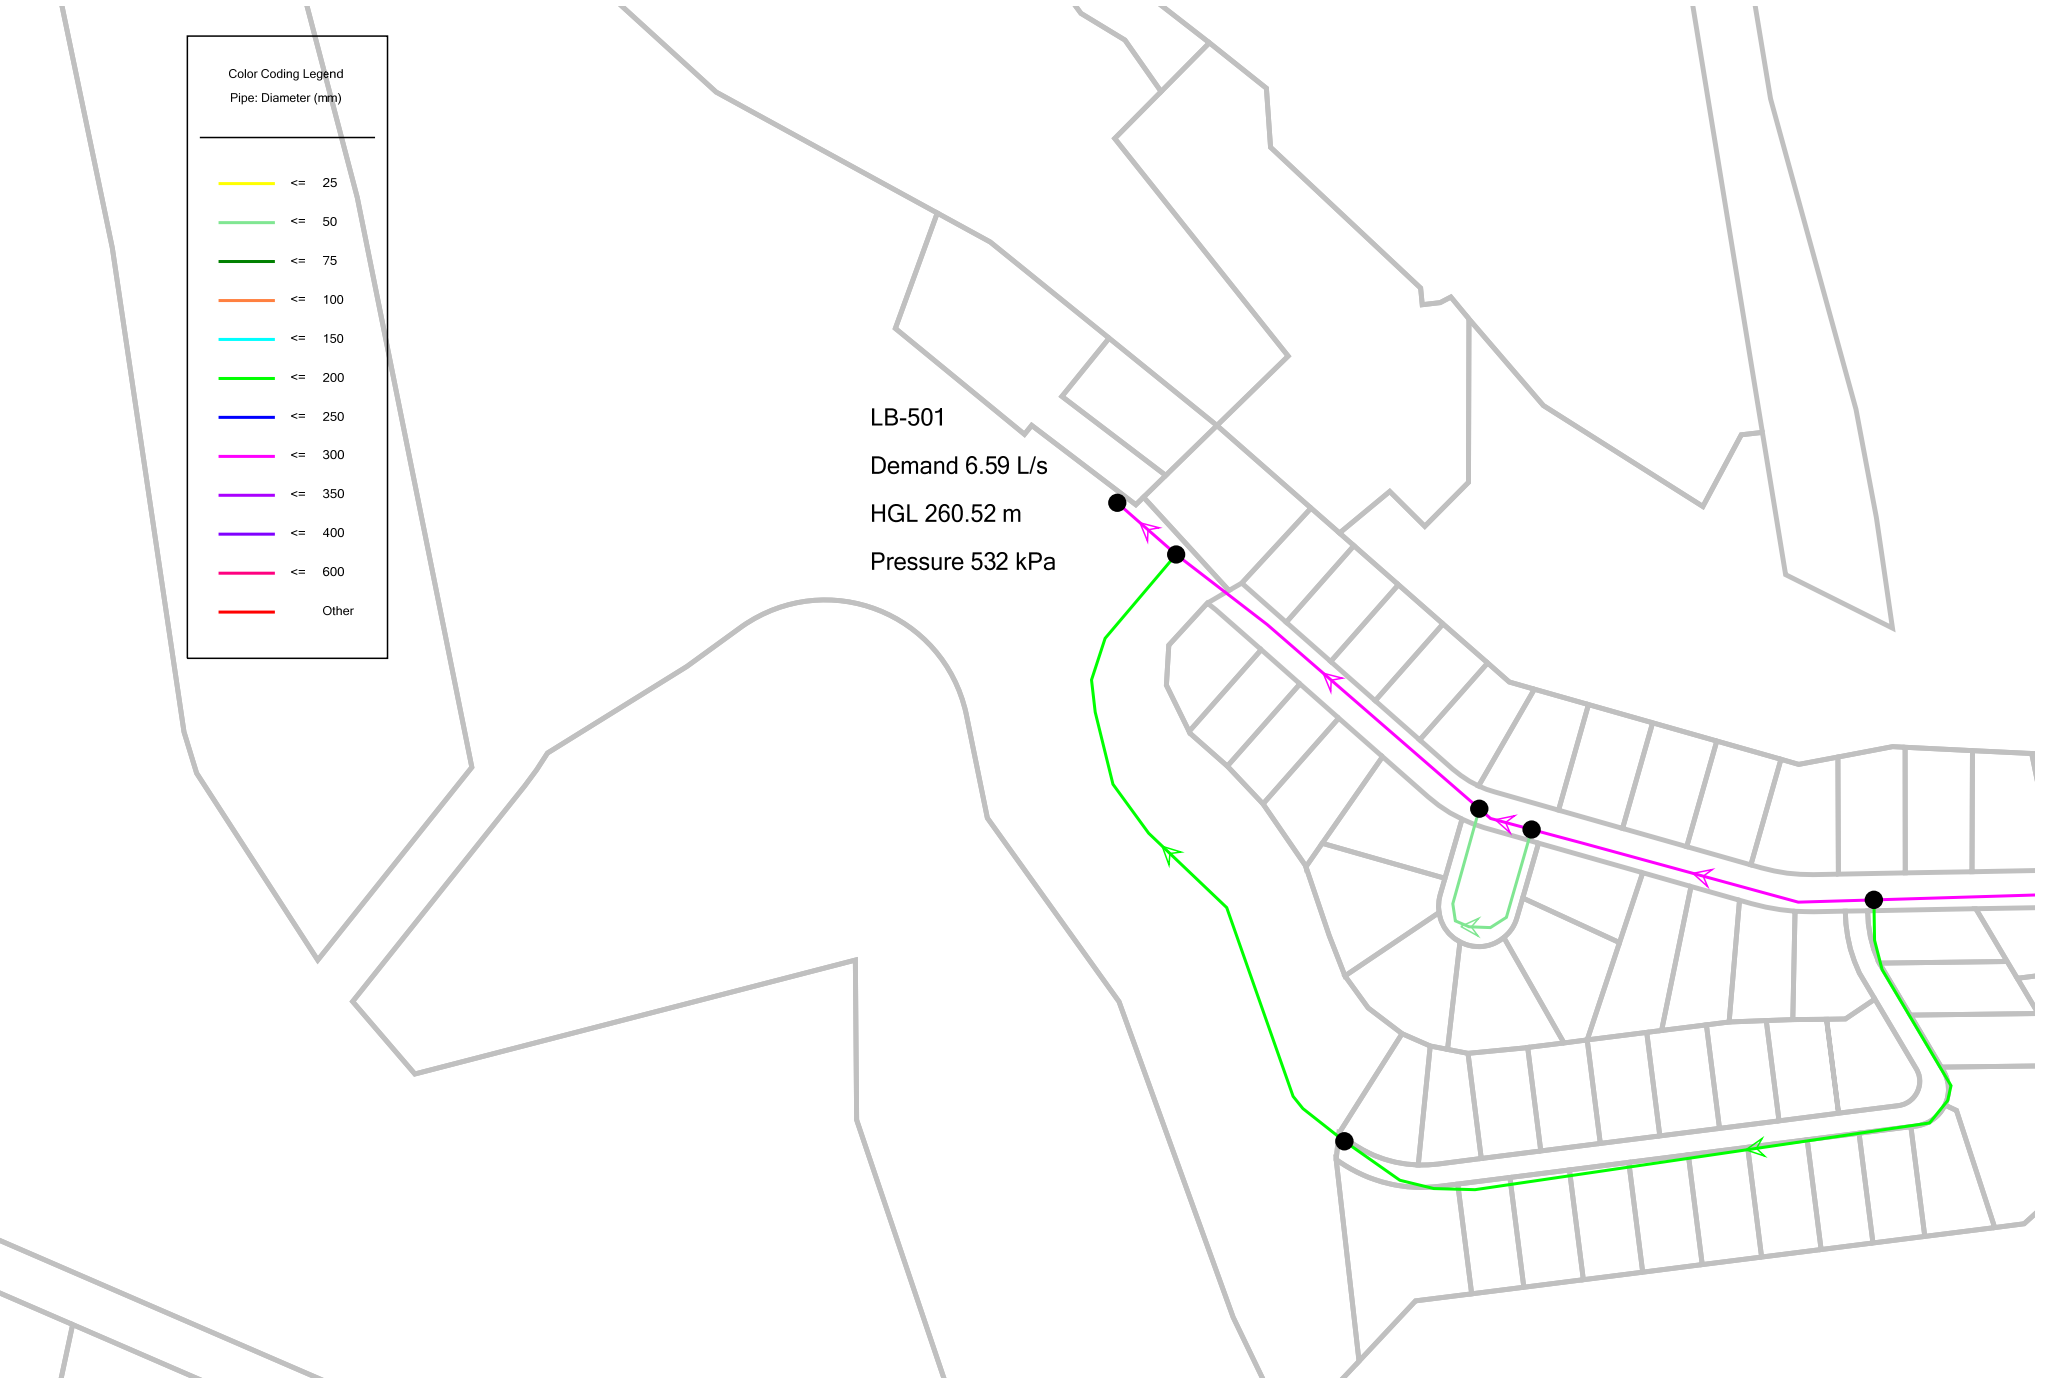 Color Coding Legend
Pipe: Diameter (mm)
<= 25
<= 50
<= 75
<= 100
<= 150
<= 200
<= 250
<= 300
<= 350
<= 400
<= 600
Other
LB-501
Demand 6.59 L/s
HGL 260.52 m
Pressure 532 kPa